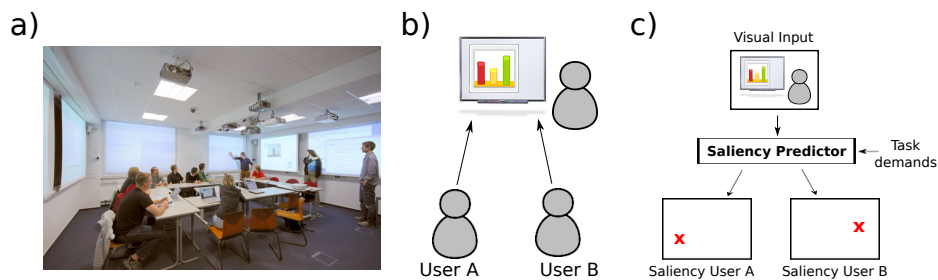 a)
b)
c)
Visual Input
Saliency Predictor
Task
demands
x
x
User A
User B
Saliency User A
Saliency User B